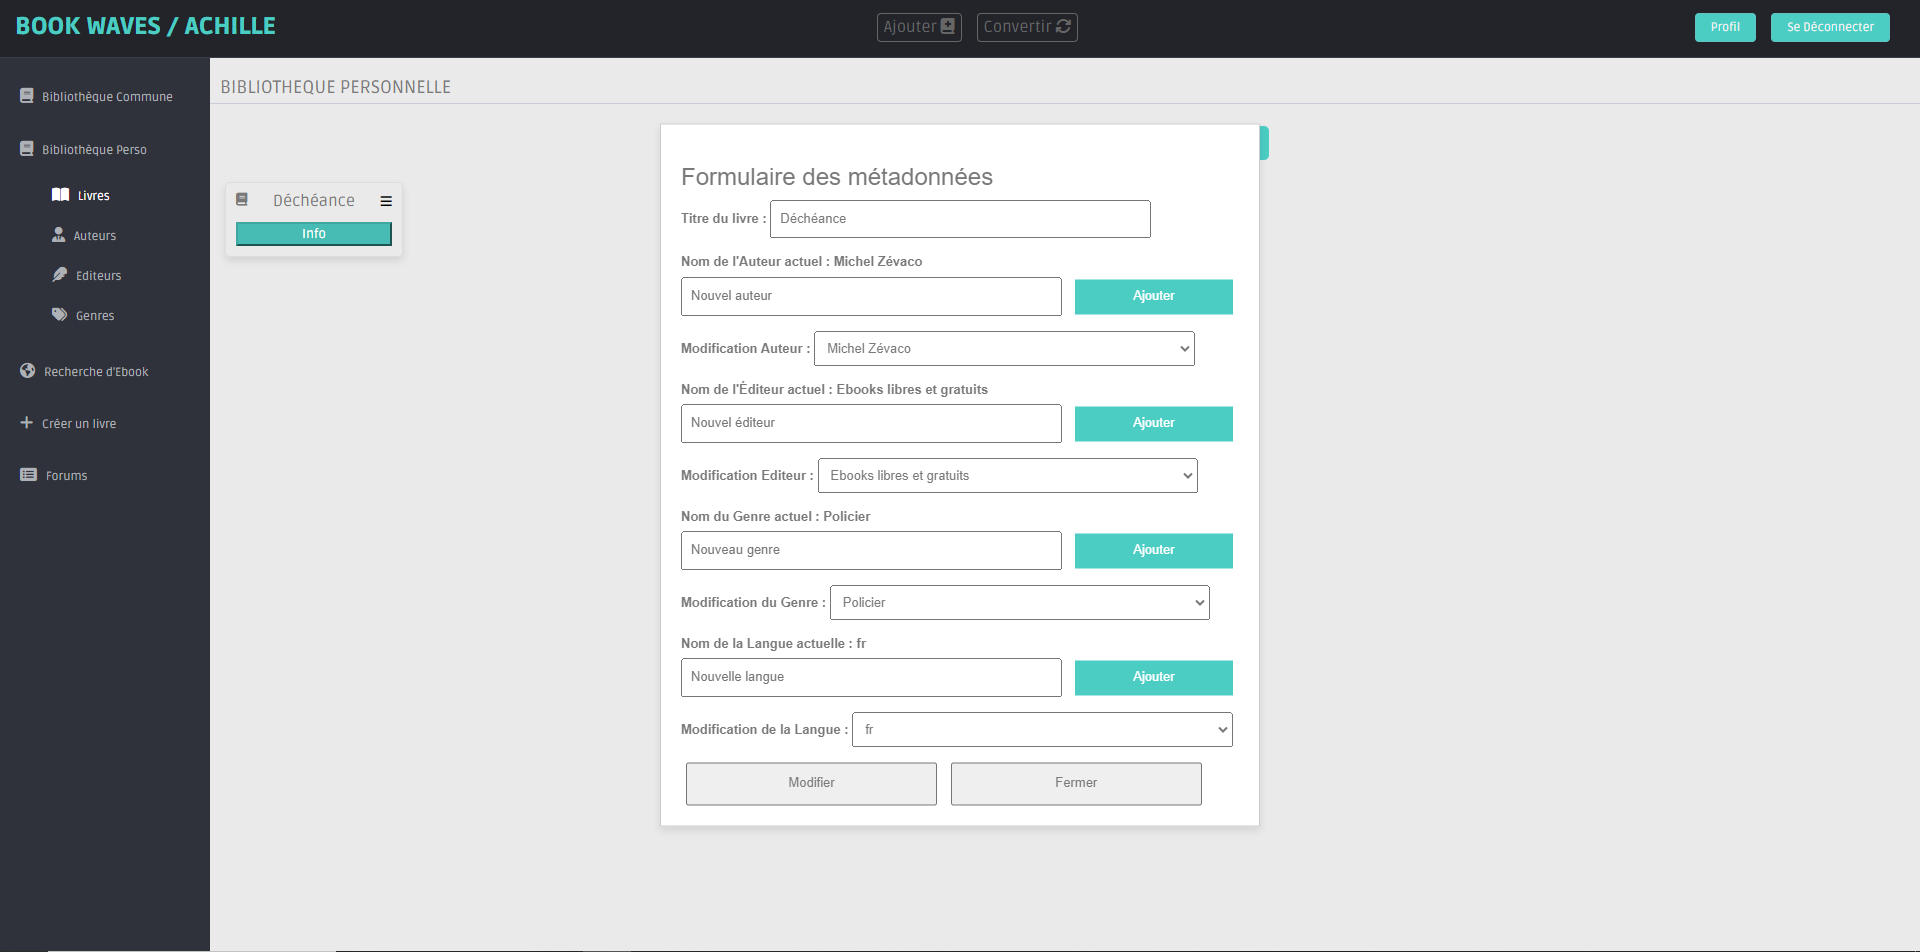 BOOK WAVES / ACHILLE
Ajouter
Convertir
Profil
Se Déconnecter
Bibliothèque Commune
Bibliothèque Perso
Livres
Auteurs
Editeurs
Genres
Recherche d'Ebook
Créer un livre
Forums
BIBLIOTHEQUE PERSONNELLE
Déchéance
Info
Formulaire des métadonnées
Titre du livre : Déchéance
Nom de l'Auteur actuel : Michel Zévaco
Nouvel auteur Ajouter
Modification Auteur : Michel Zévaco
Nom de l'Éditeur actuel : Ebooks libres et gratuits
Nouvel éditeur Ajouter
Modification Editeur : Ebooks libres et gratuits
Nom du Genre actuel : Policier
Nouveau genre Ajouter
Modification du Genre : Policier
Nom de la Langue actuelle : fr
Nouvelle langue Ajouter
Modification de la Langue : fr
Modifier Fermer